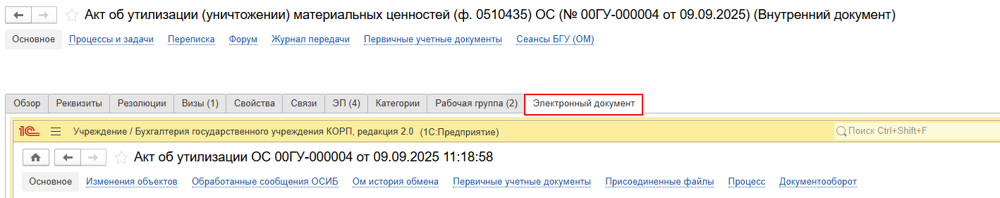 Акт об утилизации (уничтожении) материальных ценностей (ф. 0510435) ОС (№ 00ГУ-000004 от 09.09.2025) (Внутренний документ)
Основное Процессы и задачи Переписка Форум Журнал передачи Первичные учетные документы Сеансы БГУ (ОМ)
Обзор Реквизиты Резолюции Визы (1) Свойства Связи ЭП (4) Категории Рабочая группа (2) Электронный документ
1С Учреждение / Бухгалтерия государственного учреждения КОРП, редакция 2.0 (1С:Предприятие) Поиск Ctrl+Shift+F
Акт об утилизации ОС 00ГУ-000004 от 09.09.2025 11:18:58
Основное Изменения объектов Обработанные сообщения ОСИБ Ом история обмена Первичные учетные документы Присоединенные файлы Процесс Документооборот